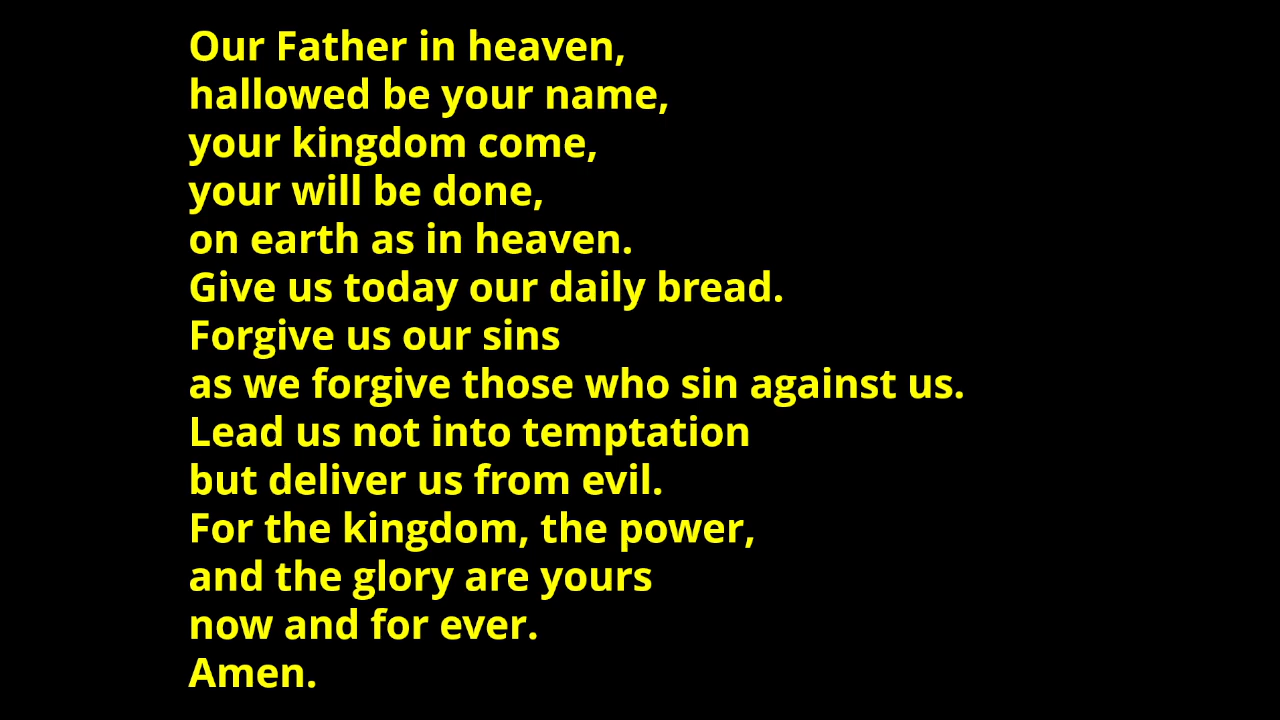 Our Father in heaven,
hallowed be your name,
your kingdom come,
your will be done,
on earth as in heaven.
Give us today our daily bread.
Forgive us our sins
as we forgive those who sin against us.
Lead us not into temptation
but deliver us from evil.
For the kingdom, the power,
and the glory are yours
now and for ever.
Amen.